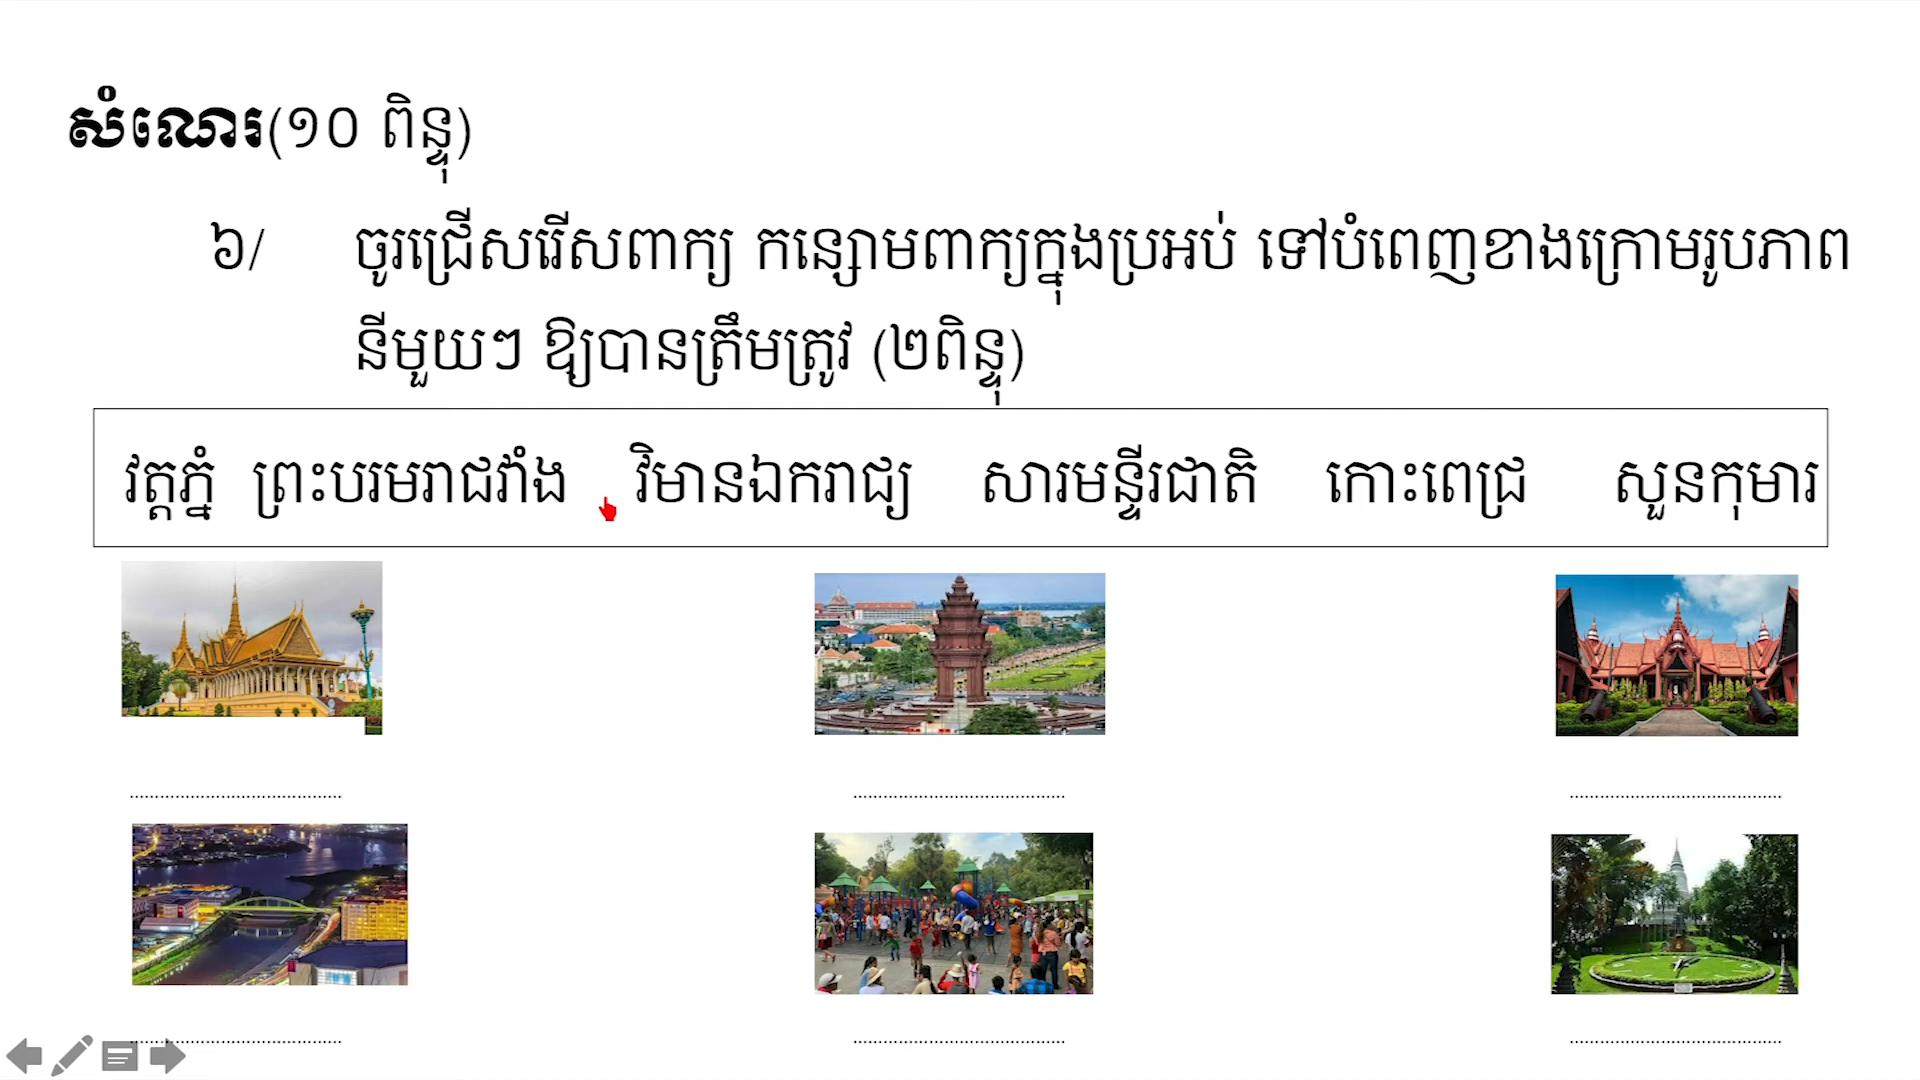 សំណេរ(១០ ពិន្ទុ)
៦/ ចូរជ្រើសរើសពាក្យ កន្សោមពាក្យក្នុងប្រអប់ ទៅបំពេញខាងក្រោមរូបភាព
នីមួយៗ ឱ្យបានត្រឹមត្រូវ (២ពិន្ទុ)
វត្តភ្នំ ព្រះបរមរាជវាំង វិមានឯករាជ្យ សារមន្ទីរជាតិ កោះពេជ្រ សួនកុមារ
....................................... ....................................... .......................................
....................................... ....................................... .......................................